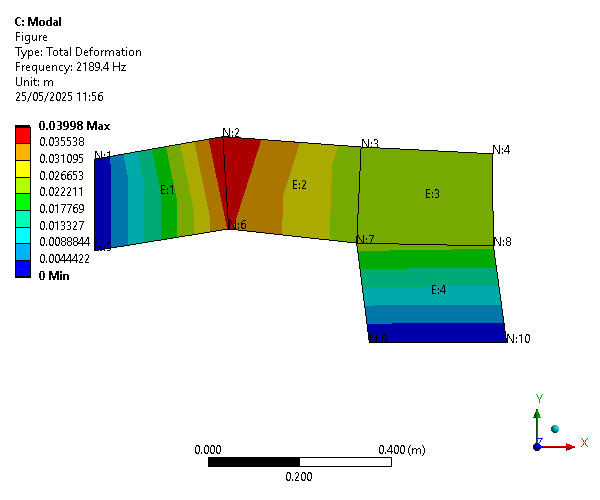 C: Modal
Figure
Type: Total Deformation
Frequency: 2189.4 Hz
Unit: m
25/05/2025 11:56
0.03998 Max
0.035538
0.031095
0.026653
0.022211
0.017769
0.013327
0.0088844
0.0044422
0 Min
N:1
N:2
N:3
N:4
E:1
E:2
E:3
N:6
N:7
N:8
E:4
N:10
0.000
0.400 (m)
0.200
Y
Z
X